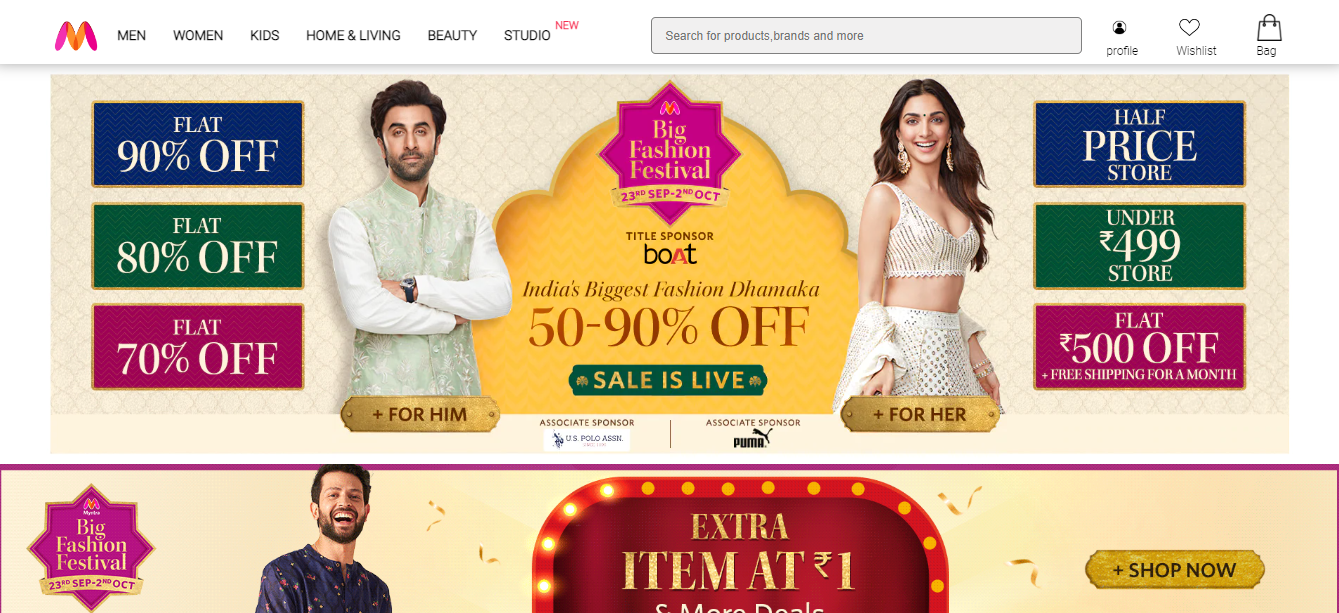 MEN
WOMEN
KIDS
HOME & LIVING
BEAUTY
STUDIO
NEW
Search for products,brands and more
profile
Wishlist
Bag
FLAT
90% OFF
FLAT
80% OFF
FLAT
70% OFF
Big
Fashion
Festival
23RD SEP-2ND OCT
TITLE SPONSOR
boAt
India's Biggest Fashion Dhamaka
50-90% OFF
SALE IS LIVE
+ FOR HIM
+ FOR HER
ASSOCIATE SPONSOR
U.S. POLO ASSN.
ASSOCIATE SPONSOR
PUMA
HALF
PRICE
STORE
UNDER
₹499
STORE
FLAT
₹500 OFF
+ FREE SHIPPING FOR A MONTH
Myntra
Big
Fashion
Festival
23RD SEP-2ND OCT
EXTRA
ITEM AT ₹1
& More Deals
+ SHOP NOW